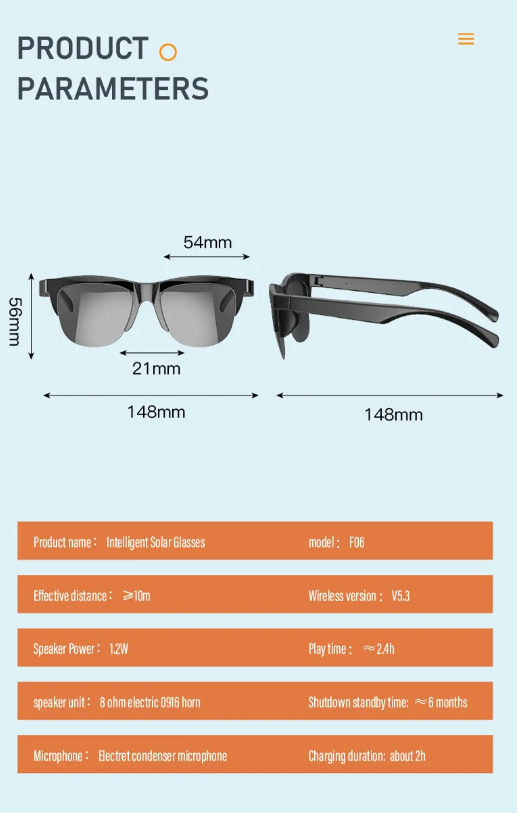 PRODUCT
PARAMETERS
54mm
56mm
21mm
148mm
148mm
Product name： Intelligent Solar Glasses
model： F06
Effective distance： ⩾10m
Wireless version： V5.3
Speaker Power： 1.2W
Play time： ≈2.4h
speaker unit： 8 ohm electric 0916 horn
Shutdown standby time: ≈6 months
Microphone： Electret condenser microphone
Charging duration: about 2h